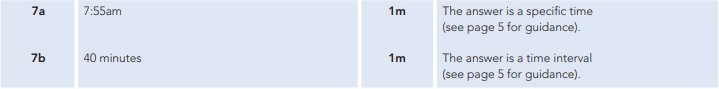 7a 7:55am 1m The answer is a specific time
(see page 5 for guidance).
7b 40 minutes 1m The answer is a time interval
(see page 5 for guidance).